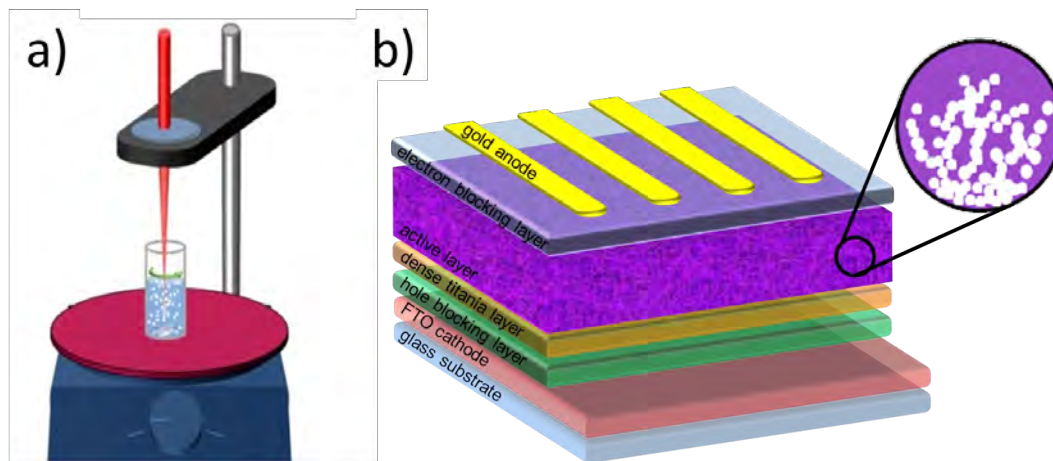 a)
b)
gold anode
electron blocking layer
active layer
dense titania layer
hole blocking layer
FTO cathode
glass substrate